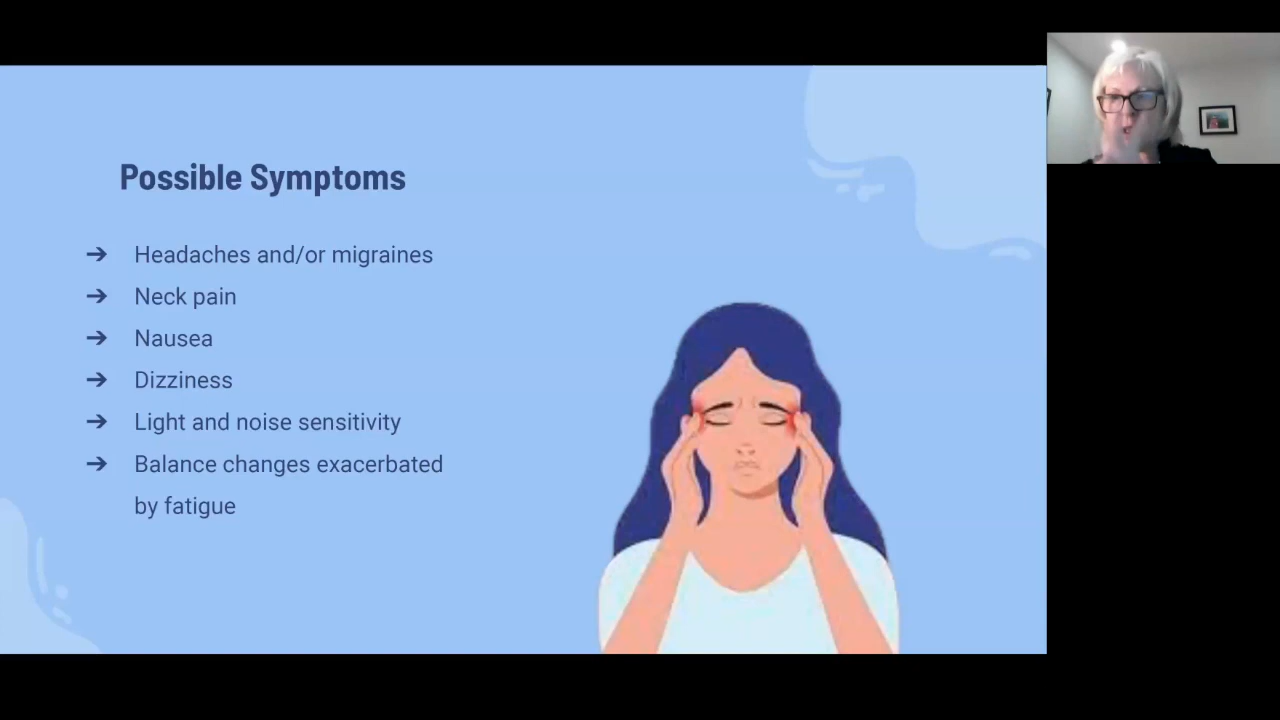 Possible Symptoms
➔ Headaches and/or migraines
➔ Neck pain
➔ Nausea
➔ Dizziness
➔ Light and noise sensitivity
➔ Balance changes exacerbated
by fatigue